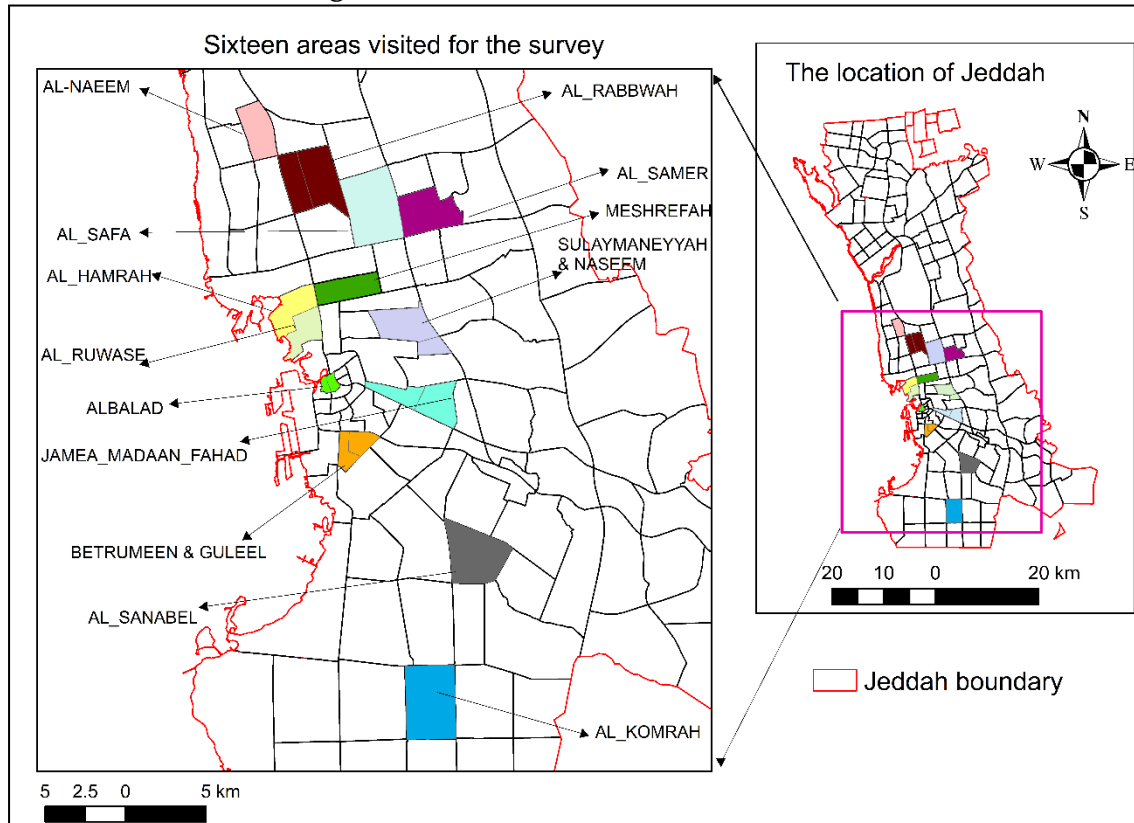 Sixteen areas visited for the survey
AL-NAEEM
AL_RABBWAH
AL_SAMER
MESHREFAH
AL_SAFA
SULAYMANEYYAH
& NASEEM
AL_HAMRAH
AL_RUWASE
ALBALAD
JAMEA_MADAAN_FAHAD
BETRUMEEN & GULEEL
AL_SANABEL
AL_KOMRAH
5 2.5 0 5 km
The location of Jeddah
N
W E
S
20 10 0 20 km
Jeddah boundary